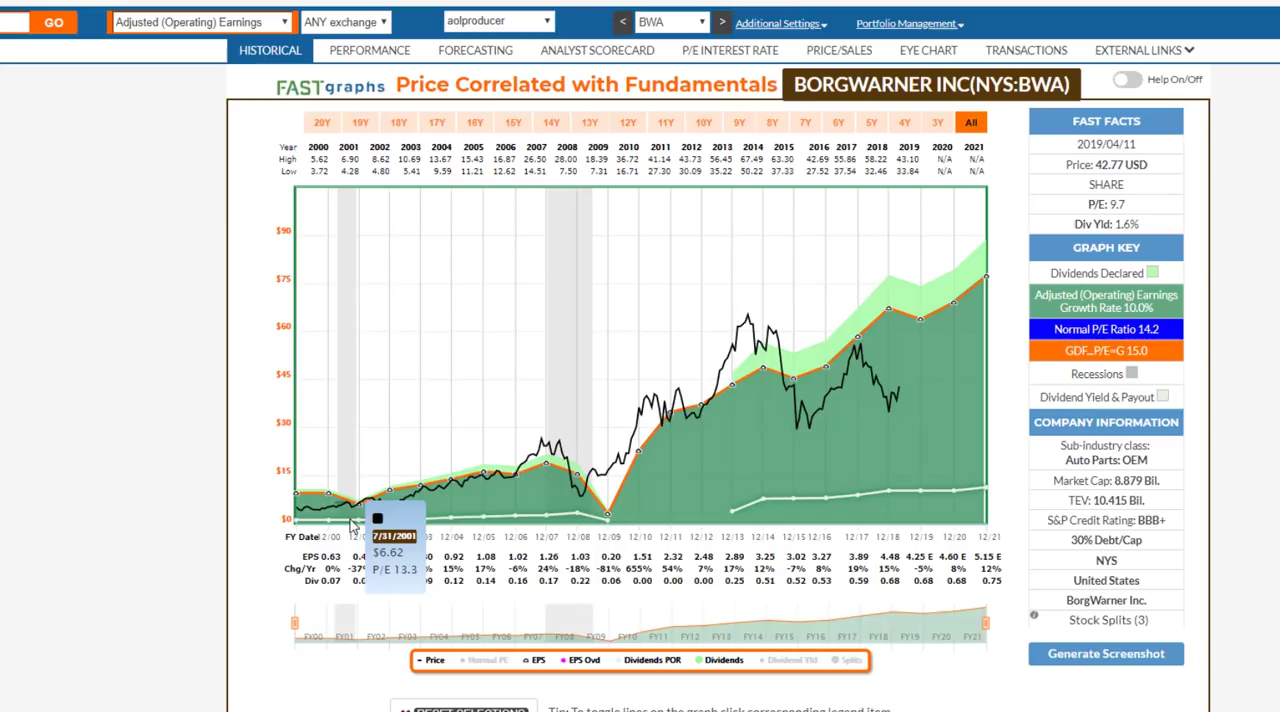 GO Adjusted (Operating) Earnings ANY exchange aolproducer < BWA > Additional Settings Portfolio Management
HISTORICAL PERFORMANCE FORECASTING ANALYST SCORECARD P/E INTEREST RATE PRICE/SALES EYE CHART TRANSACTIONS EXTERNAL LINKS
FAST graphs Price Correlated with Fundamentals BORGWARNER INC(NYS:BWA) Help On/Off
20Y 19Y 18Y 17Y 16Y 15Y 14Y 13Y 12Y 11Y 10Y 9Y 8Y 7Y 6Y 5Y 4Y 3Y All
Year 2000 2001 2002 2003 2004 2005 2006 2007 2008 2009 2010 2011 2012 2013 2014 2015 2016 2017 2018 2019 2020 2021
High 5.62 6.90 8.62 10.69 13.67 15.43 16.87 26.50 28.00 18.39 36.72 41.14 43.73 56.45 67.49 63.30 42.69 55.86 58.22 43.10 N/A N/A
Low 3.72 4.28 4.80 5.41 9.59 11.21 12.62 14.51 7.50 7.31 16.71 27.30 30.09 35.22 50.22 37.33 27.52 37.54 32.46 33.84 N/A N/A
$90
$75
$60
$45
$30
$15
$0
7/31/2001
$6.62
P/E 13.3
FY Date 12/00 12/0 12/04 12/05 12/06 12/07 12/08 12/09 12/10 12/11 12/12 12/13 12/14 12/15 12/16 12/17 12/18 12/19 12/20 12/21
EPS 0.63 0.4 0.92 1.08 1.02 1.26 1.03 0.20 1.51 2.32 2.48 2.89 3.25 3.02 3.27 3.89 4.48 4.25 E 4.60 E 5.15 E
Chg/Yr 0% -37% 15% 17% -6% 24% -18% -81% 655% 54% 7% 17% 12% -7% 8% 19% 15% -5% 8% 12%
Div 0.07 0.12 0.14 0.16 0.17 0.22 0.06 0.00 0.00 0.00 0.25 0.51 0.52 0.53 0.59 0.68 0.68 0.68 0.75
FY00 FY01 FY02 FY03 FY04 FY05 FY06 FY07 FY08 FY09 FY10 FY11 FY12 FY13 FY14 FY15 FY16 FY17 FY18 FY19 FY20 FY21
Price Normal PE EPS EPS Ovd Dividends POR Dividends Dividend Yld Splits
RESET SELECTIONS Tip: To toggle lines on the graph click corresponding legend item
FAST FACTS
2019/04/11
Price: 42.77 USD
SHARE
P/E: 9.7
Div Yld: 1.6%
GRAPH KEY
Dividends Declared
Adjusted (Operating) Earnings
Growth Rate 10.0%
Normal P/E Ratio 14.2
GDF...P/E=G 15.0
Recessions
Dividend Yield & Payout
COMPANY INFORMATION
Sub-industry class:
Auto Parts: OEM
Market Cap: 8.879 Bil.
TEV: 10.415 Bil.
S&P Credit Rating: BBB+
30% Debt/Cap
NYS
United States
BorgWarner Inc.
Stock Splits (3)
Generate Screenshot